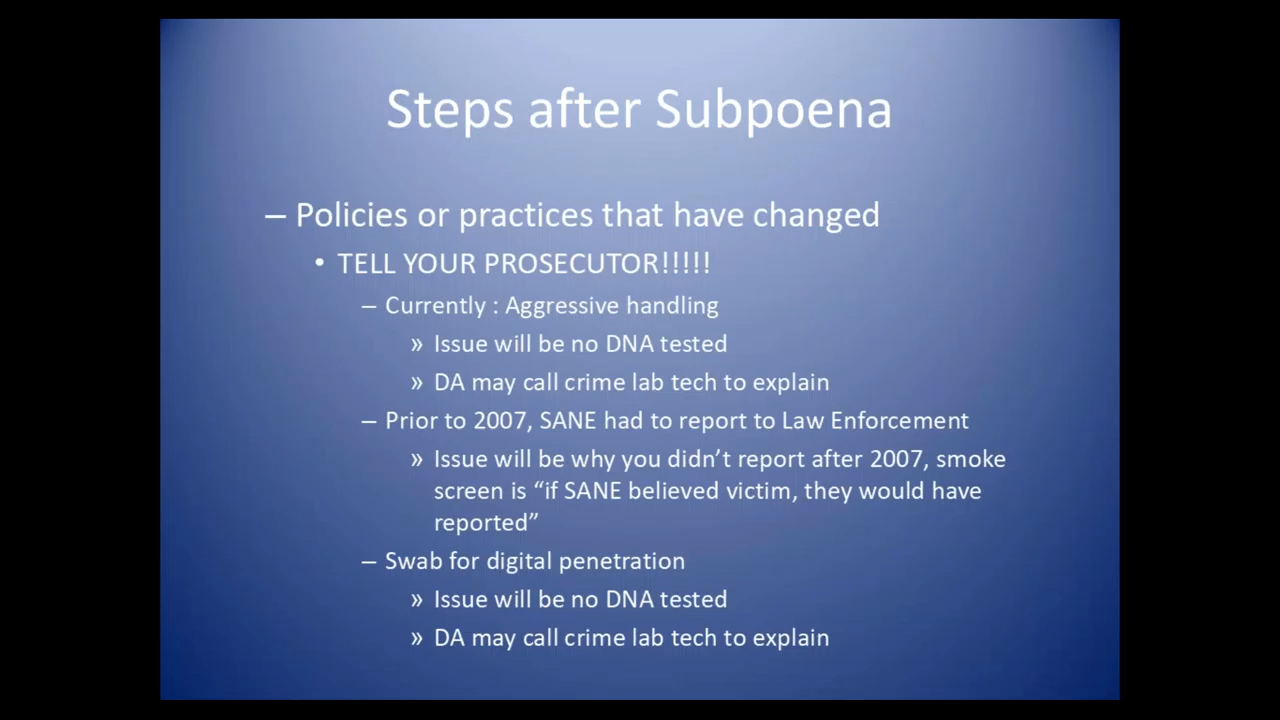 Steps after Subpoena
– Policies or practices that have changed
• TELL YOUR PROSECUTOR!!!!!
– Currently : Aggressive handling
» Issue will be no DNA tested
» DA may call crime lab tech to explain
– Prior to 2007, SANE had to report to Law Enforcement
» Issue will be why you didn’t report after 2007, smoke
screen is “if SANE believed victim, they would have
reported”
– Swab for digital penetration
» Issue will be no DNA tested
» DA may call crime lab tech to explain